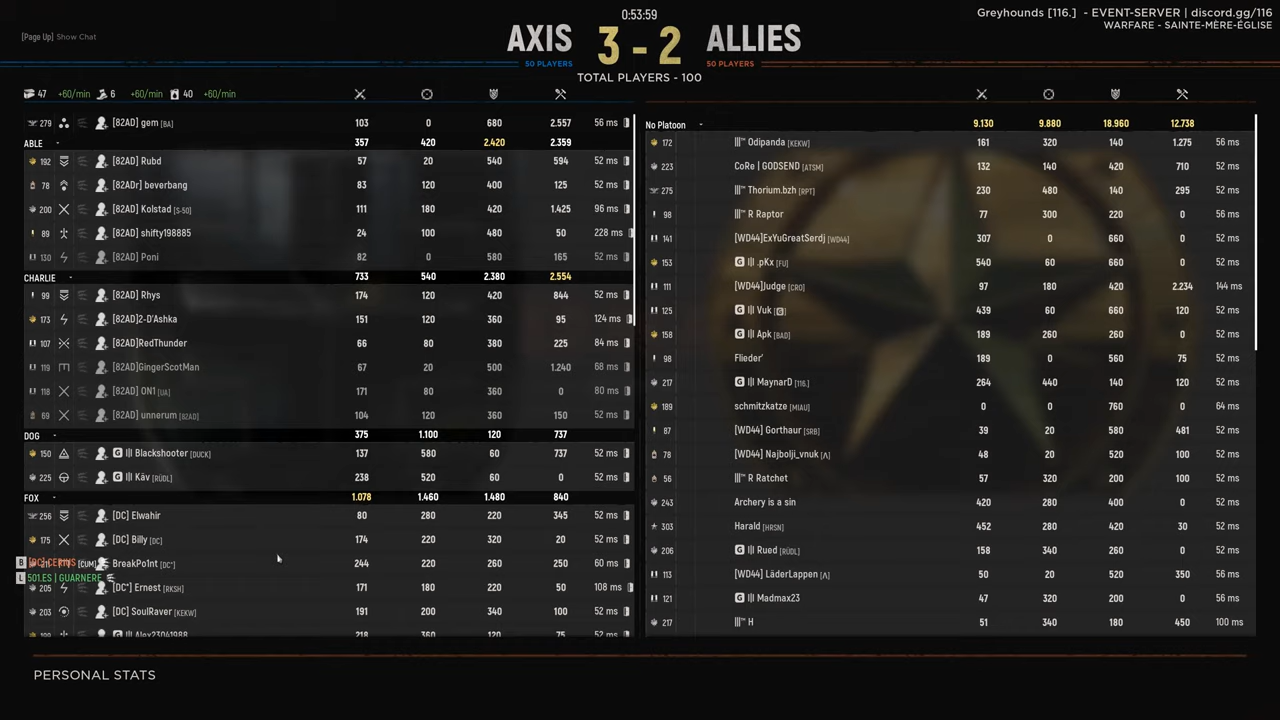 0:53:59
AXIS 3 - 2 ALLIES
50 PLAYERS 50 PLAYERS
TOTAL PLAYERS - 100
Greyhounds [116.] - EVENT-SERVER | discord.gg/116
WARFARE - SAINTE-MÈRE-ÉGLISE
[Page Up] Show Chat
47 +60/min 6 +60/min 40 +60/min
279 [82AD] gem [BA] 103 0 680 2.557 56 ms
ABLE - 357 420 2.420 2.359
192 [82AD] Rubd 57 20 540 594 52 ms
78 [82ADr] beverbang 83 120 400 125 52 ms
200 [82AD] Kolstad [S-50] 111 180 420 1.425 96 ms
89 [82AD] shifty198885 24 100 480 50 228 ms
130 [82AD] Poni 82 0 580 165 52 ms
CHARLIE - 733 540 2.380 2.554
99 [82AD] Rhys 174 120 420 844 52 ms
173 [82AD]2-D'Ashka 151 120 360 95 124 ms
107 [82AD]RedThunder 66 80 380 225 84 ms
119 [82AD]GingerScotMan 67 20 500 1.240 68 ms
118 [82AD] ON1 [UA] 171 80 360 0 80 ms
69 [82AD] unnerum [82AD] 104 120 360 150 52 ms
DOG - 375 1.100 120 737
150 G Blackshooter [DUCK] 137 580 60 737 52 ms
225 G Käv [RÜDL] 238 520 60 0 52 ms
FOX - 1.078 1.460 1.480 840
256 [DC] Elwahir 80 280 220 345 52 ms
175 [DC] Billy [DC] 174 220 320 20 52 ms
B [DC] CERIUS [CUM] BreakPo1nt [DC*] 244 220 260 250 60 ms
L 501.ES | GUARNERE
205 [DC*] Ernest [RKSH] 171 180 220 50 108 ms
203 [DC] SoulRaver [KEKW] 191 200 340 100 52 ms
G Alex23041988 218 360 120 75 52 ms
No Platoon - 9.130 9.880 18.960 12.738
172 Odipanda [KEKW] 161 320 140 1.275 56 ms
223 CoRe | GODSEND [ATSM] 132 140 420 710 52 ms
275 Thorium.bzh [RPT] 230 480 140 295 52 ms
98 R Raptor 77 300 220 0 56 ms
141 [WD44]ExYuGreatSerdj [WD44] 307 0 660 0 52 ms
153 G .pKx [FU] 540 60 660 0 52 ms
111 [WD44]Judge [CRO] 97 180 420 2.234 144 ms
125 G Vuk [G] 439 60 660 120 52 ms
158 G Apk [BAD] 189 260 260 0 52 ms
98 Flieder' 189 0 560 75 52 ms
217 G MaynarD [116.] 264 440 140 120 52 ms
189 schmitzkatze [MIAU] 0 0 760 0 64 ms
87 [WD44] Gorthaur [SRB] 39 20 580 481 52 ms
78 [WD44] Najbolji_vnuk [Λ] 48 20 520 100 52 ms
56 R Ratchet 57 320 200 100 52 ms
243 Archery is a sin 420 280 400 0 52 ms
303 Harald [HRSN] 452 280 420 30 52 ms
206 G Rued [RÜDL] 158 340 260 0 52 ms
113 [WD44] LäderLappen [Λ] 50 20 520 350 56 ms
121 G Madmax23 47 320 200 0 56 ms
217 H 51 340 180 450 100 ms
PERSONAL STATS